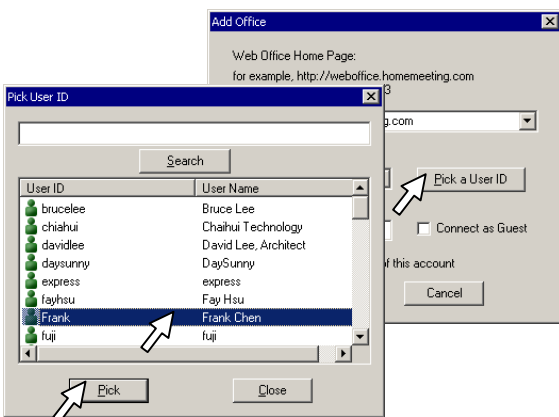 Add Office
Web Office Home Page:
for example, http://weboffice.homemeeting.com
3
g.com
Pick a User ID
Connect as Guest
of this account
Cancel
Pick User ID
Search
User ID User Name
brucelee Bruce Lee
chiahui Chaihui Technology
davidlee David Lee, Architect
daysunny DaySunny
express express
fayhsu Fay Hsu
Frank Frank Chen
fuji fuji
Pick Close